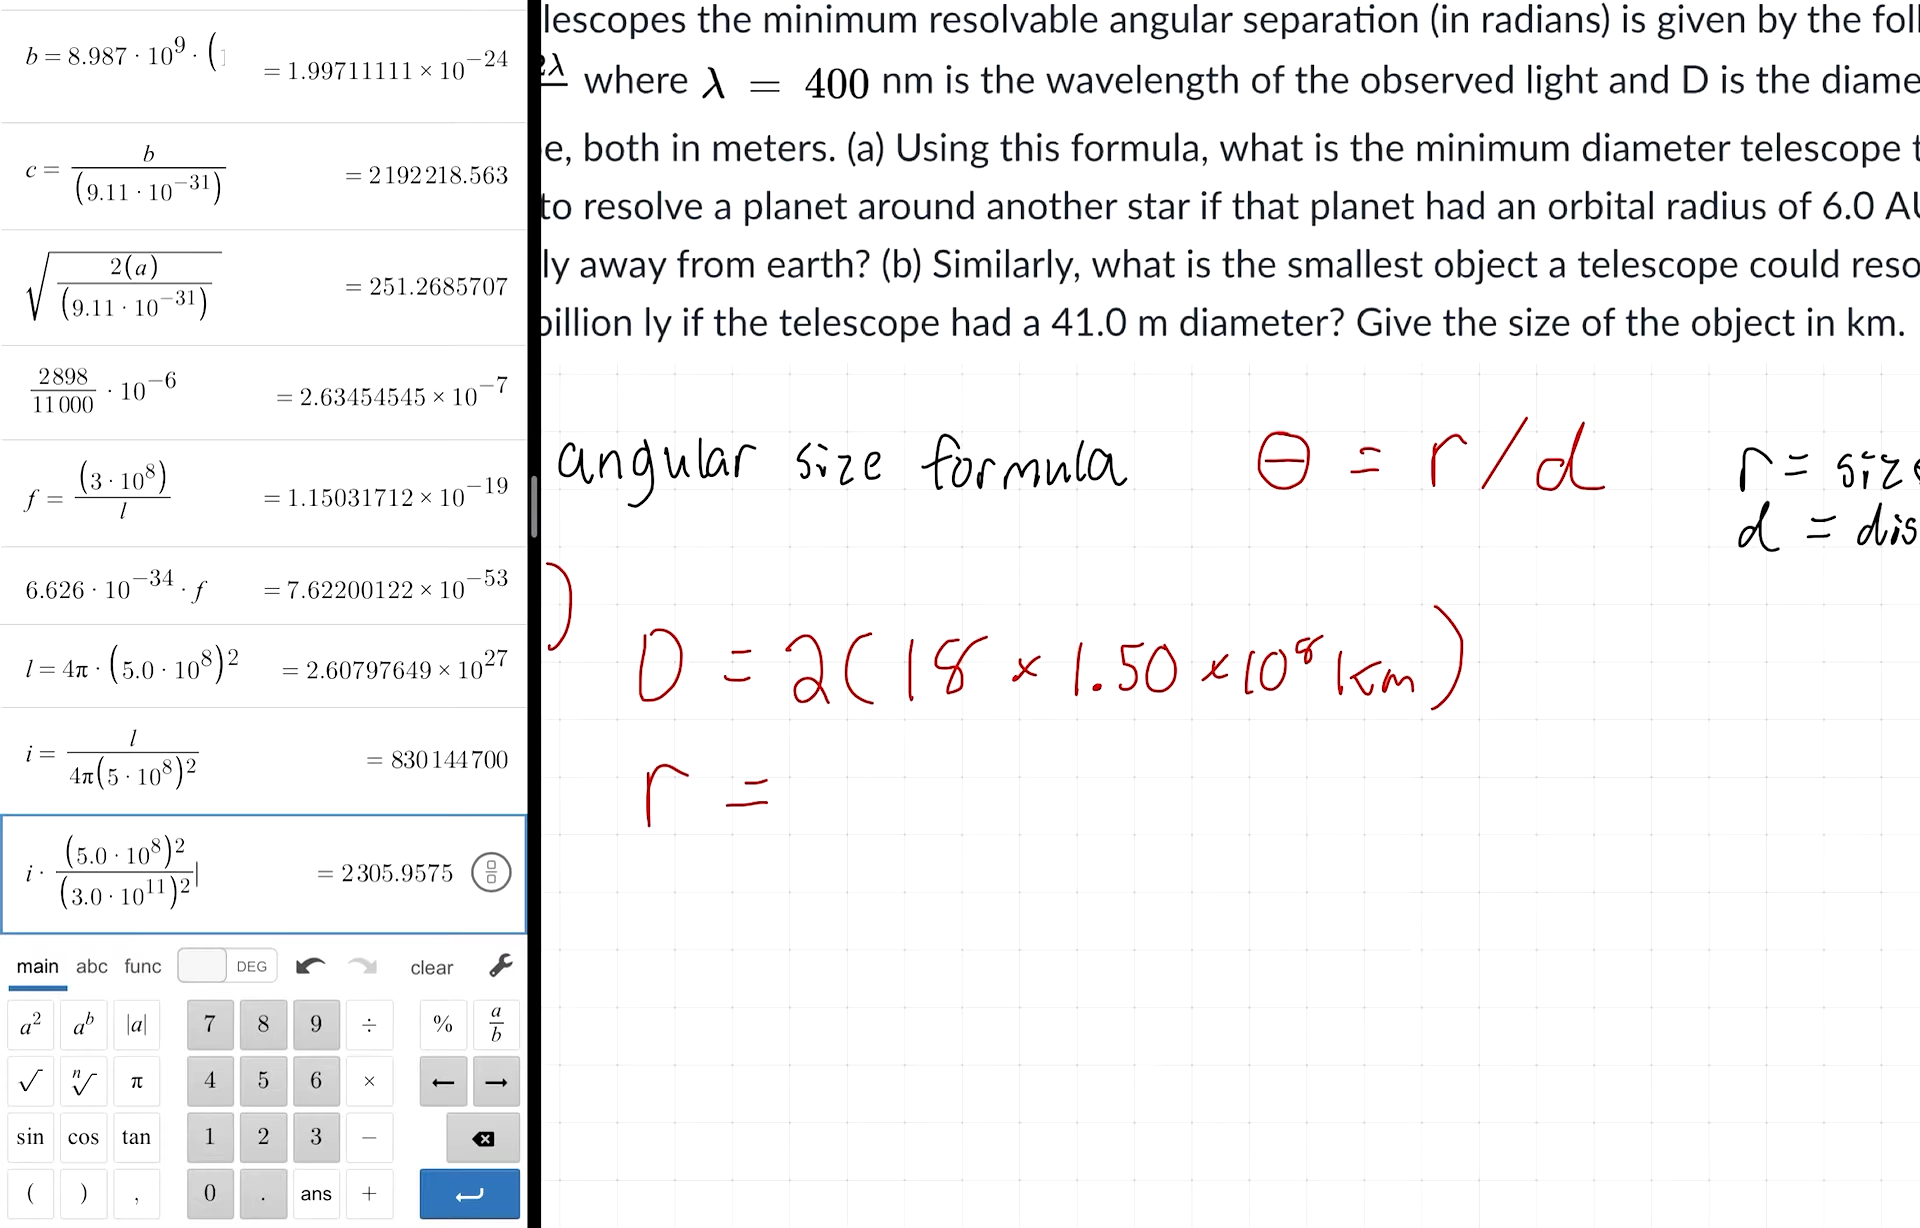 b = 8.987 · 10^9 · ( = 1.99711111 × 10^−24
c = b / (9.11 · 10^−31) = 2192218.563
√(2(a) / (9.11 · 10^−31)) = 251.2685707
2898 / 11000 · 10^−6 = 2.63454545 × 10^−7
f = (3 · 10^8) / l = 1.15031712 × 10^−19
6.626 · 10^−34 · f = 7.62200122 × 10^−53
l = 4π · (5.0 · 10^8)^2 = 2.60797649 × 10^27
i = l / 4π(5 · 10^8)^2 = 830144700
i · (5.0 · 10^8)^2 / (3.0 · 10^11)^2 = 2305.9575
main abc func DEG clear
a^2 a^b |a| 7 8 9 ÷ % a/b
√ n√ π 4 5 6 × ← →
sin cos tan 1 2 3 −
( ) , 0 . ans +
lescopes the minimum resolvable angular separation (in radians) is given by the foll
λ where λ = 400 nm is the wavelength of the observed light and D is the diame
e, both in meters. (a) Using this formula, what is the minimum diameter telescope t
to resolve a planet around another star if that planet had an orbital radius of 6.0 AU
ly away from earth? (b) Similarly, what is the smallest object a telescope could reso
billion ly if the telescope had a 41.0 m diameter? Give the size of the object in km.
angular size formula θ = r/d r = size
d = dis
) D = 2(18 × 1.50 × 10^8 km)
r =